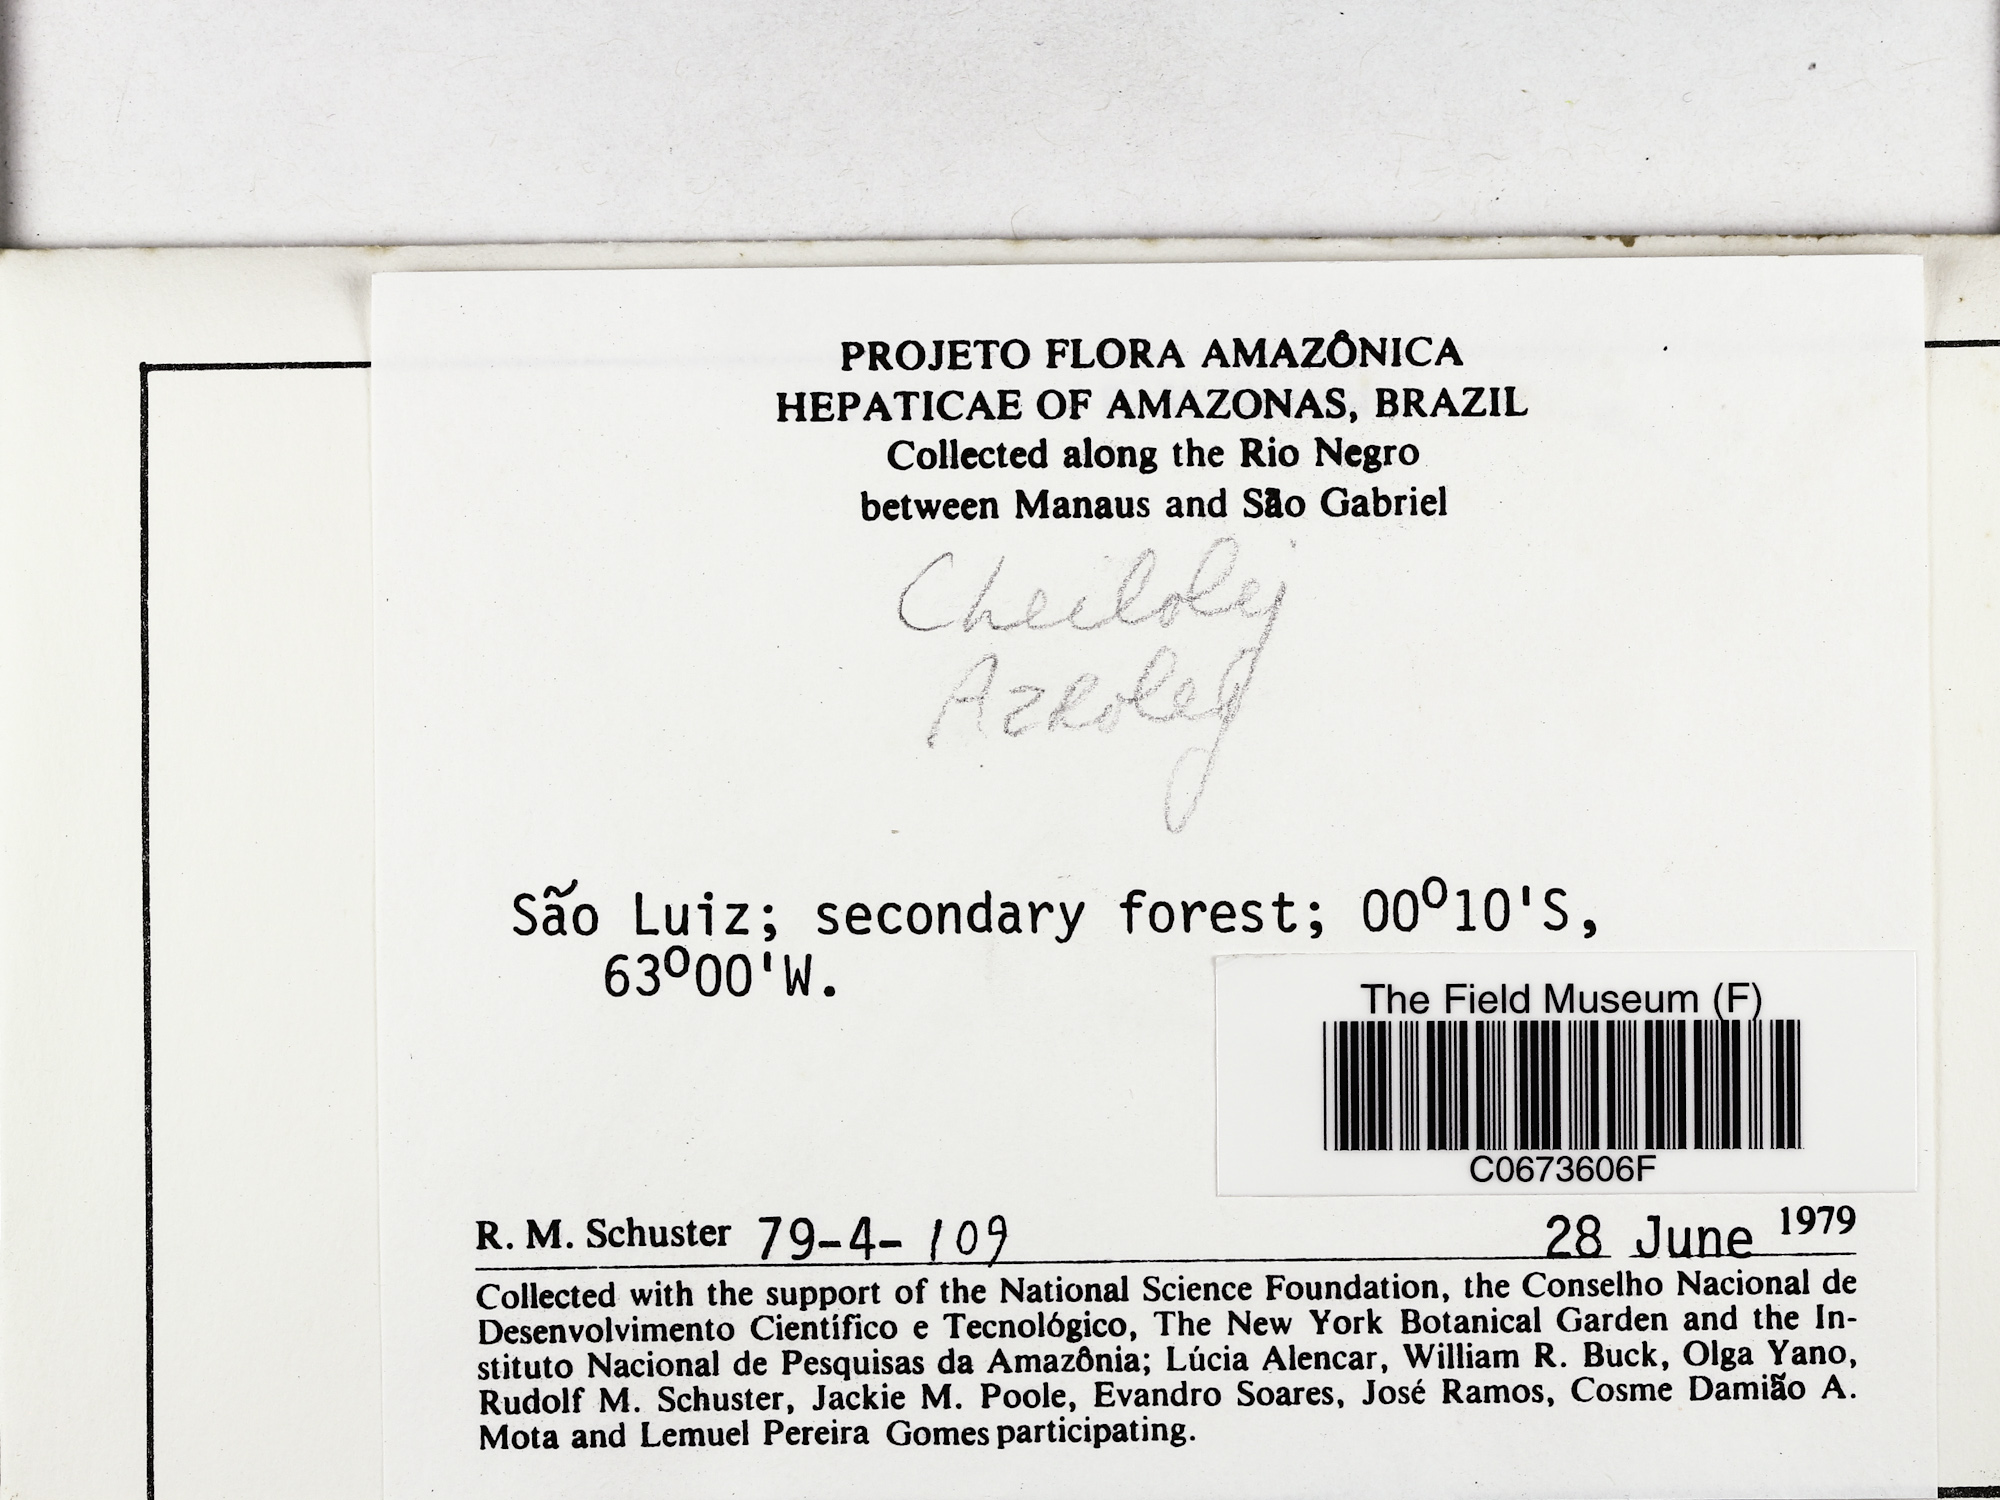 PROJETO FLORA AMAZÔNICA
HEPATICAE OF AMAZONAS, BRAZIL
Collected along the Rio Negro
between Manaus and São Gabriel
Cheilolej
Azrolej
São Luiz; secondary forest; 00°10'S,
63°00'W.
The Field Museum (F)
C0673606F
R. M. Schuster 79-4-109 28 June 1979
Collected with the support of the National Science Foundation, the Conselho Nacional de
Desenvolvimento Científico e Tecnológico, The New York Botanical Garden and the In-
stituto Nacional de Pesquisas da Amazônia; Lúcia Alencar, William R. Buck, Olga Yano,
Rudolf M. Schuster, Jackie M. Poole, Evandro Soares, José Ramos, Cosme Damião A.
Mota and Lemuel Pereira Gomes participating.